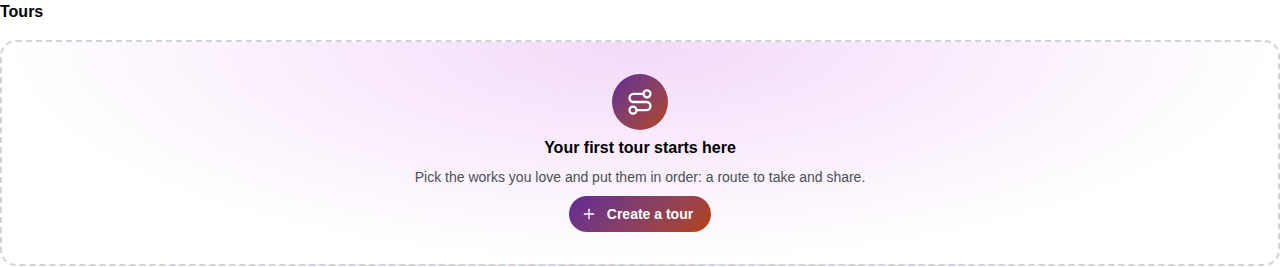 Tours
Your first tour starts here
Pick the works you love and put them in order: a route to take and share.
Create a tour